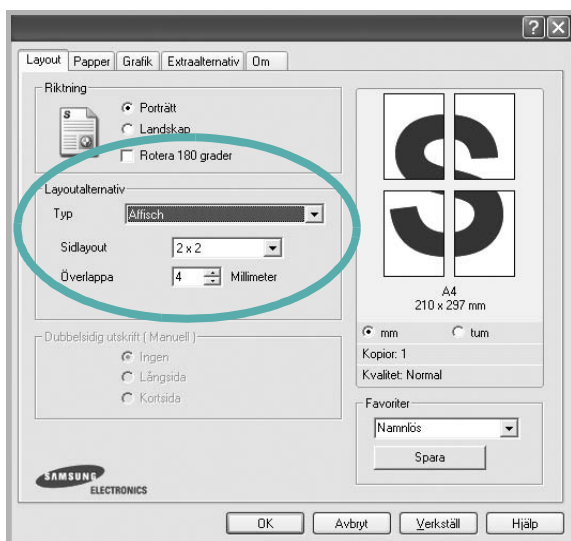 Layout Papper Grafik Extraalternativ Om
Riktning
S
Porträtt
Landskap
Rotera 180 grader
Layoutalternativ
Typ Affisch
Sidlayout 2 x 2
Överlappa 4 Millimeter
Dubbelsidig utskrift ( Manuell )
Ingen
Långsida
Kortsida
SAMSUNG
ELECTRONICS
S
A4
210 x 297 mm
mm tum
Kopior: 1
Kvalitet: Normal
Favoriter
Namnlös
Spara
OK Avbryt Verkställ Hjälp